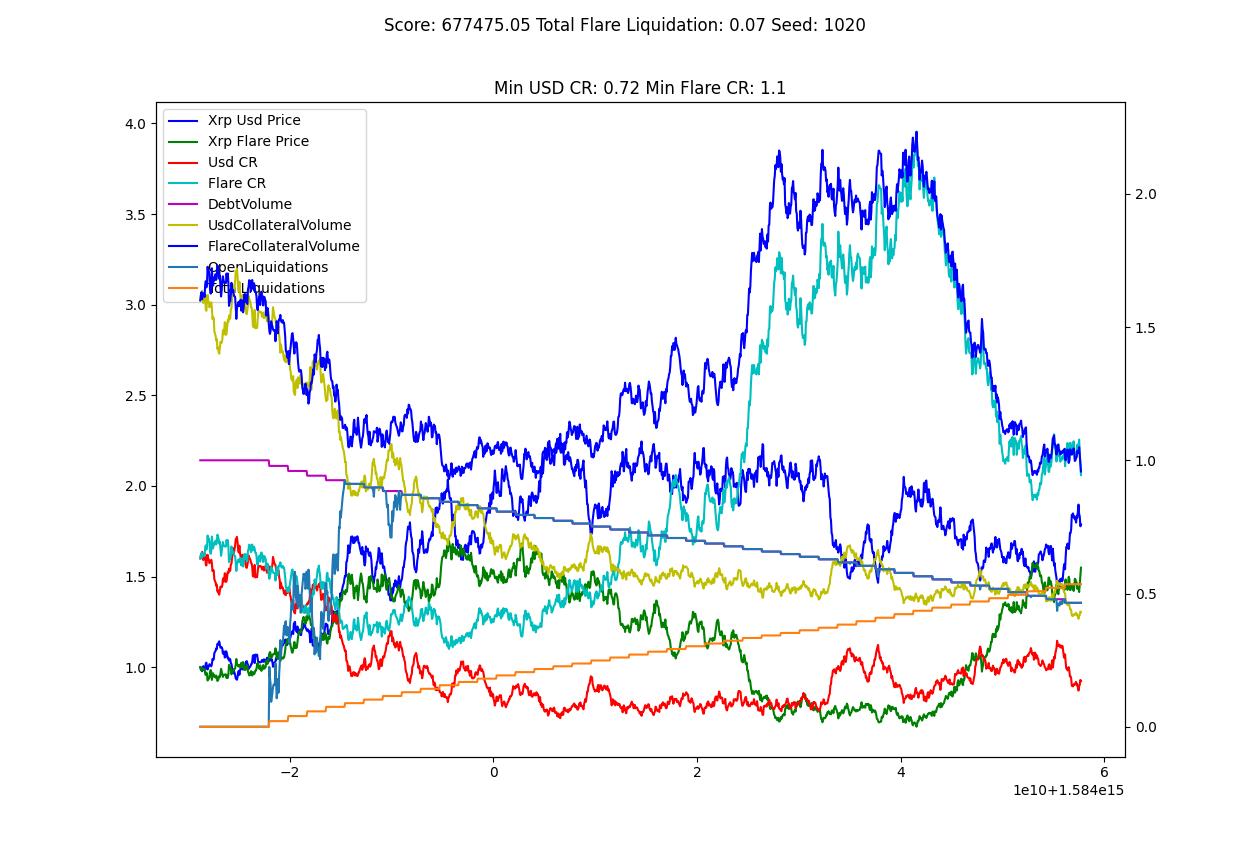 Score: 677475.05 Total Flare Liquidation: 0.07 Seed: 1020
Min USD CR: 0.72 Min Flare CR: 1.1
Xrp Usd Price
Xrp Flare Price
Usd CR
Flare CR
DebtVolume
UsdCollateralVolume
FlareCollateralVolume
OpenLiquidations
TotalLiquidations
4.0
3.5
3.0
2.5
2.0
1.5
1.0
2.0
1.5
1.0
0.5
0.0
−2
0
2
4
6
1e10+1.584e15